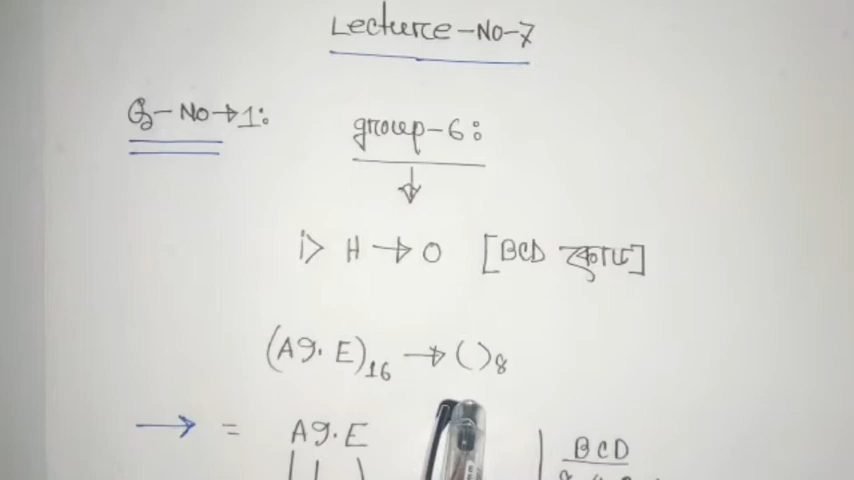 Lecture-No-7
Q-No→1:
group-6:
i> H → O [BCD কোড]
(A9.E)16 → ()8
→ = A9.E
BCD